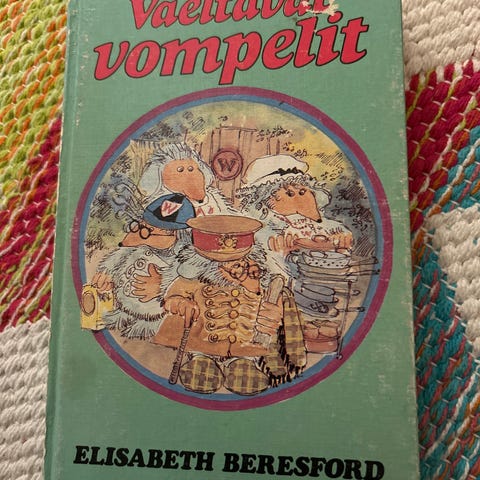 Vaeltavat
vompelit
W
ELISABETH BERESFORD